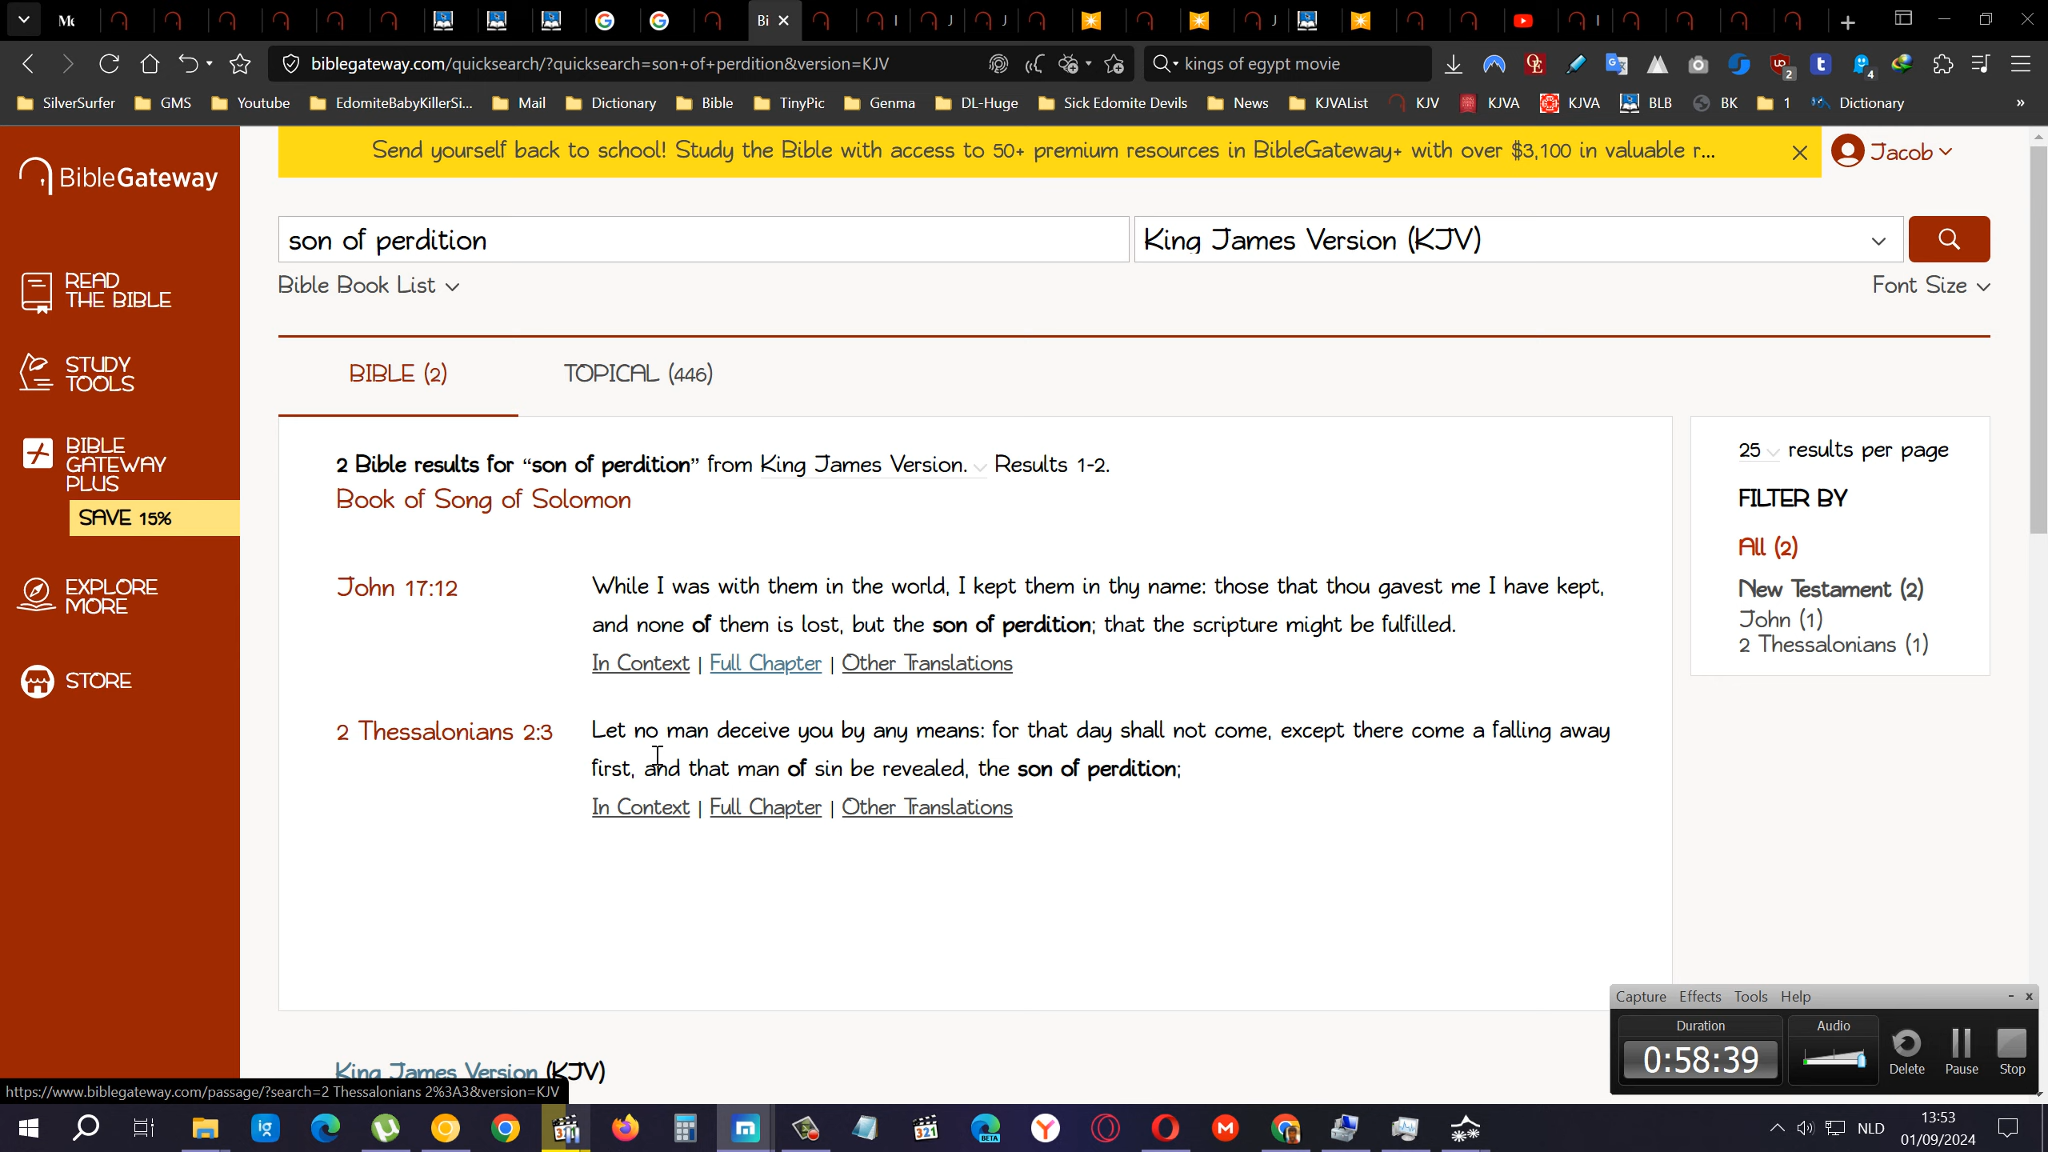 Mc
Bi
I
J
J
J
I
biblegateway.com/quicksearch/?quicksearch=son+of+perdition&version=KJV
kings of egypt movie
OE
2
t
4
SilverSurfer
GMS
Youtube
EdomiteBabyKillerSi...
Mail
Dictionary
Bible
TinyPic
Genma
DL-Huge
Sick Edomite Devils
News
KJVAList
KJV
KJVA
KJVA
BLB
BK
1
Dictionary
»
Send yourself back to school! Study the Bible with access to 50+ premium resources in BibleGateway+ with over $3,100 in valuable r...
Jacob
BibleGateway
son of perdition
King James Version (KJV)
Bible Book List
Font Size
READ
THE BIBLE
STUDY
TOOLS
BIBLE
GATEWAY
PLUS
SAVE 15%
EXPLORE
MORE
STORE
BIBLE (2)
TOPICAL (446)
2 Bible results for “son of perdition” from King James Version. Results 1-2.
Book of Song of Solomon
John 17:12
While I was with them in the world, I kept them in thy name: those that thou gavest me I have kept,
and none of them is lost, but the son of perdition; that the scripture might be fulfilled.
In Context | Full Chapter | Other Translations
2 Thessalonians 2:3
Let no man deceive you by any means: for that day shall not come, except there come a falling away
first, and that man of sin be revealed, the son of perdition;
In Context | Full Chapter | Other Translations
25 results per page
FILTER BY
All (2)
New Testament (2)
John (1)
2 Thessalonians (1)
King James Version (KJV)
https://www.biblegateway.com/passage/?search=2 Thessalonians 2%3A3&version=KJV
Capture Effects Tools Help
Duration
Audio
0:58:39
Delete
Pause
Stop
ig
321
BETA
NLD
13:53
01/09/2024